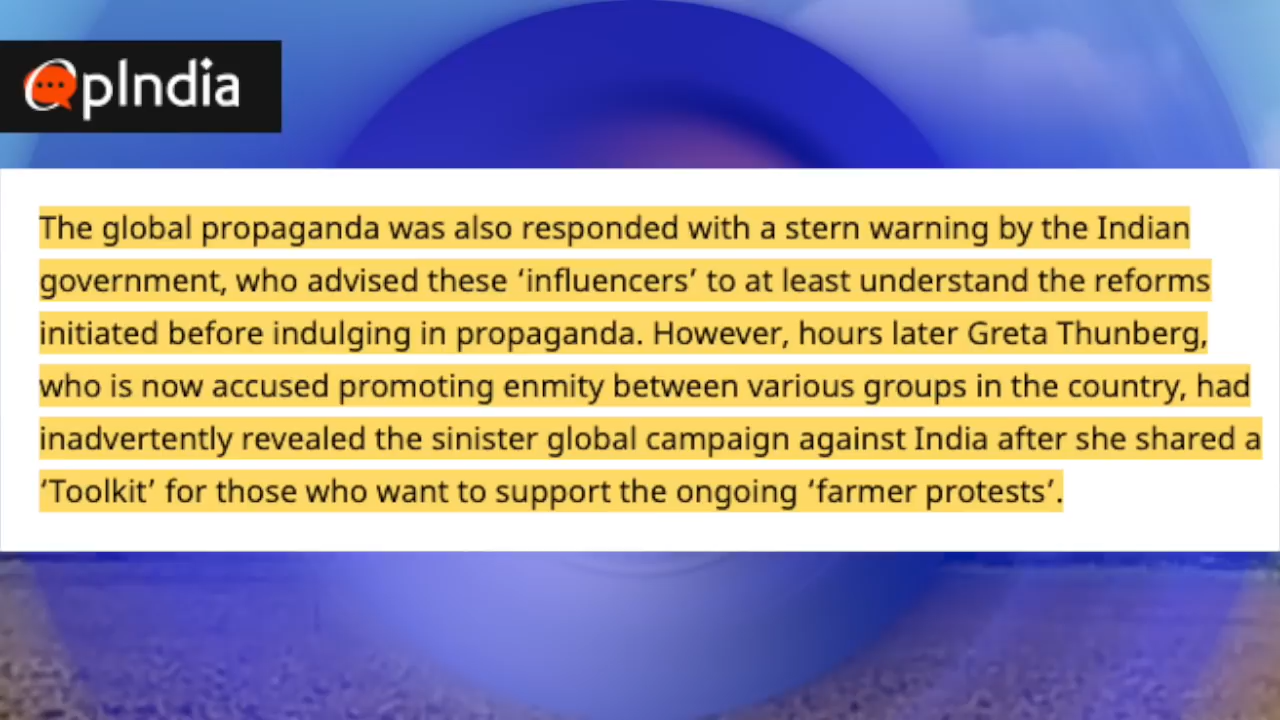 OpIndia
The global propaganda was also responded with a stern warning by the Indian
government, who advised these ‘influencers’ to at least understand the reforms
initiated before indulging in propaganda. However, hours later Greta Thunberg,
who is now accused promoting enmity between various groups in the country, had
inadvertently revealed the sinister global campaign against India after she shared a
‘Toolkit’ for those who want to support the ongoing ‘farmer protests’.